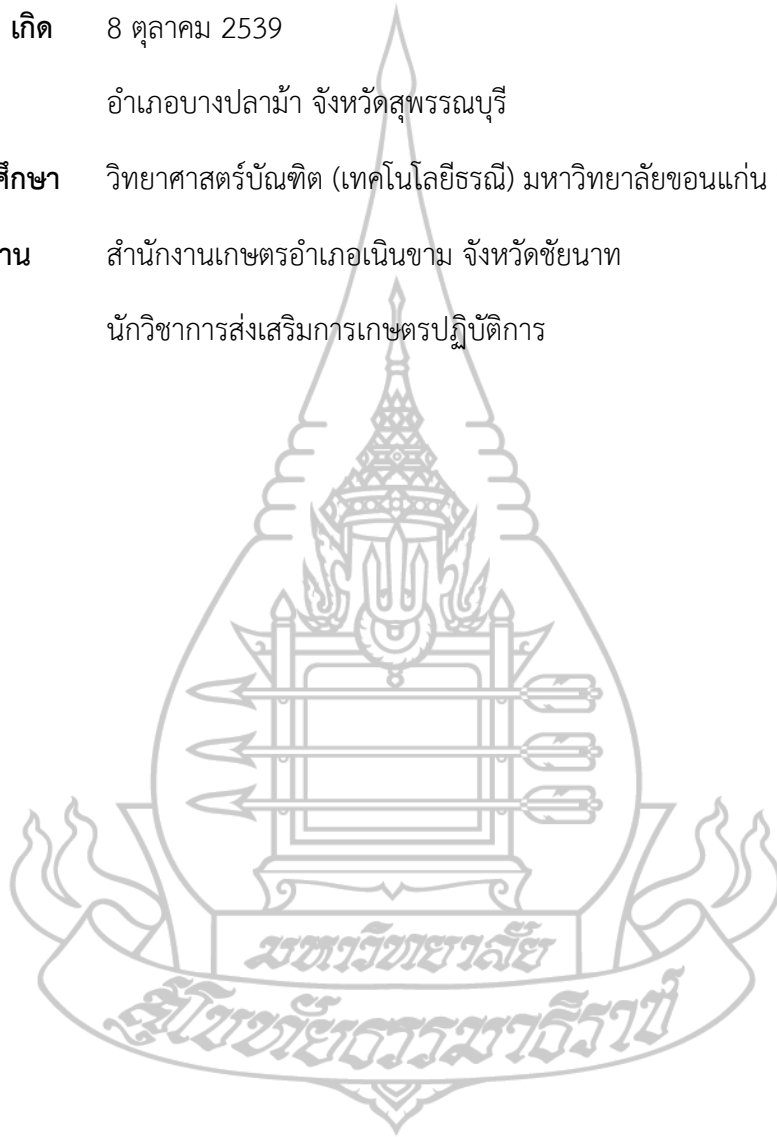 เกิด 8 ตุลาคม 2539
อำเภอบางปลาม้า จังหวัดสุพรรณบุรี
ศึกษา วิทยาศาสตร์บัณฑิต (เทคโนโลยีธรณี) มหาวิทยาลัยขอนแก่น
าน สำนักงานเกษตรอำเภอเนินขาม จังหวัดชัยนาท
นักวิชาการส่งเสริมการเกษตรปฏิบัติการ
มหาวิทยาลัย
สุโขทัยธรรมาธิราช